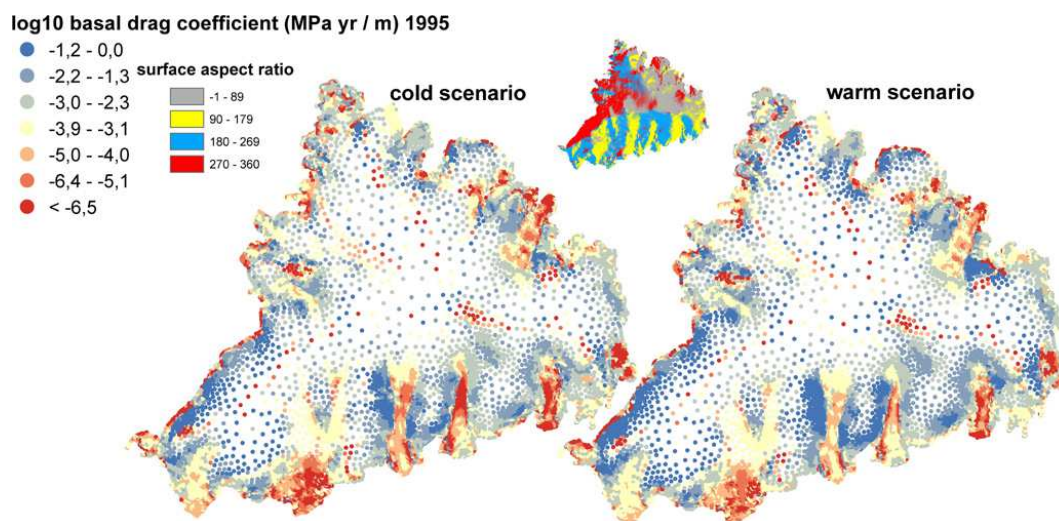 log10 basal drag coefficient (MPa yr / m) 1995
-1,2 - 0,0
-2,2 - -1,3
-3,0 - -2,3
-3,9 - -3,1
-5,0 - -4,0
-6,4 - -5,1
< -6,5
surface aspect ratio
-1 - 89
90 - 179
180 - 269
270 - 360
cold scenario
warm scenario